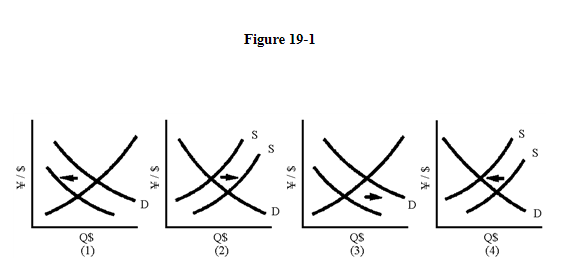 Figure 19-1
¥ / $
D
Q$
(1)
¥ / $
S
S
D
Q$
(2)
¥ / $
D
Q$
(3)
¥ / $
S
S
D
Q$
(4)